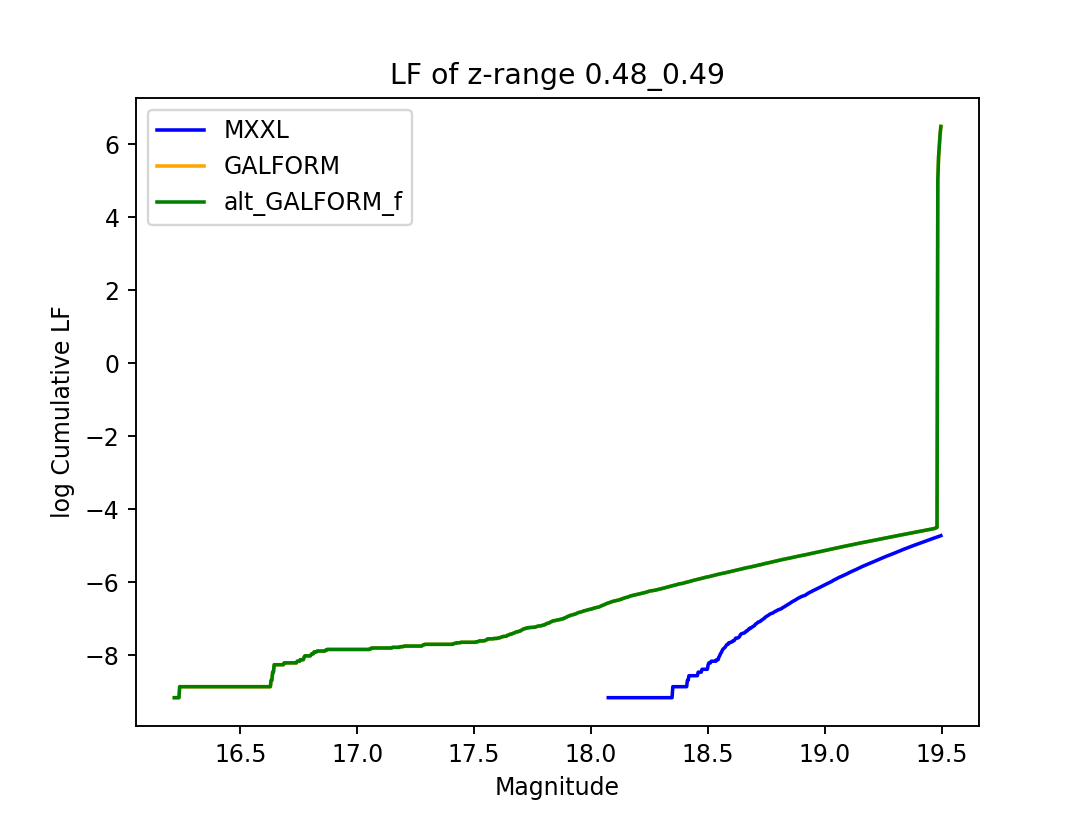 LF of z-range 0.48_0.49
MXXL
GALFORM
alt_GALFORM_f
log Cumulative LF
6
4
2
0
−2
−4
−6
−8
16.5 17.0 17.5 18.0 18.5 19.0 19.5
Magnitude